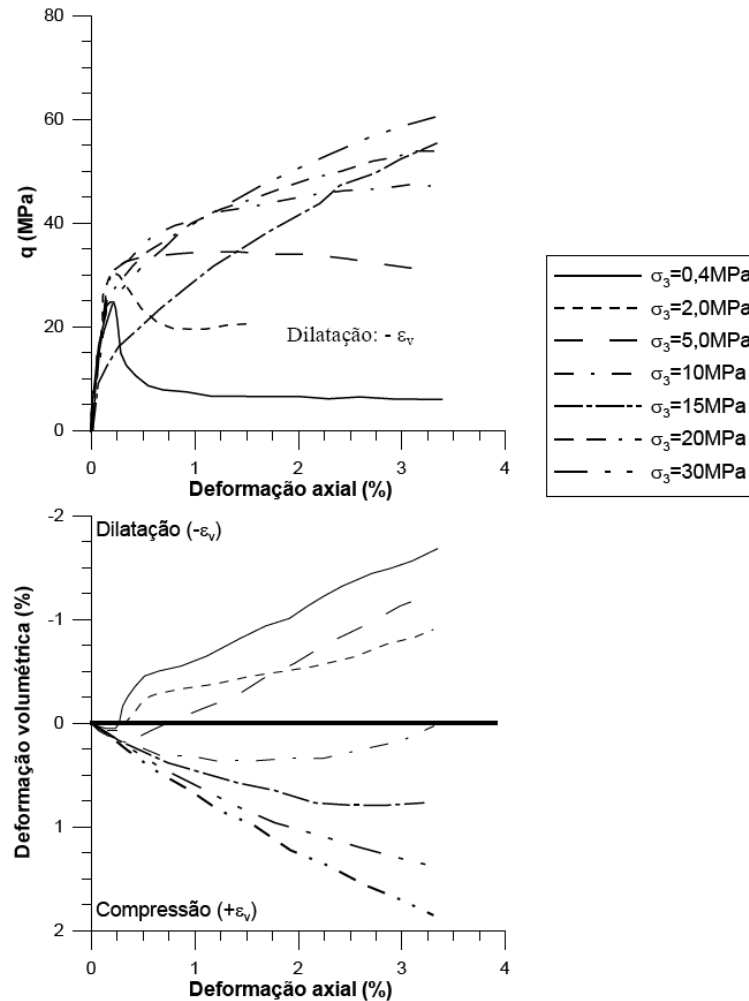 80
60
40
20
0
q (MPa)
Dilatação: - εᵥ
0 1 2 3 4
Deformação axial (%)
σ₃=0,4MPa
σ₃=2,0MPa
σ₃=5,0MPa
σ₃=10MPa
σ₃=15MPa
σ₃=20MPa
σ₃=30MPa
-2
-1
0
1
2
Deformação volumétrica (%)
Dilatação (-εᵥ)
Compressão (+εᵥ)
0 1 2 3 4
Deformação axial (%)